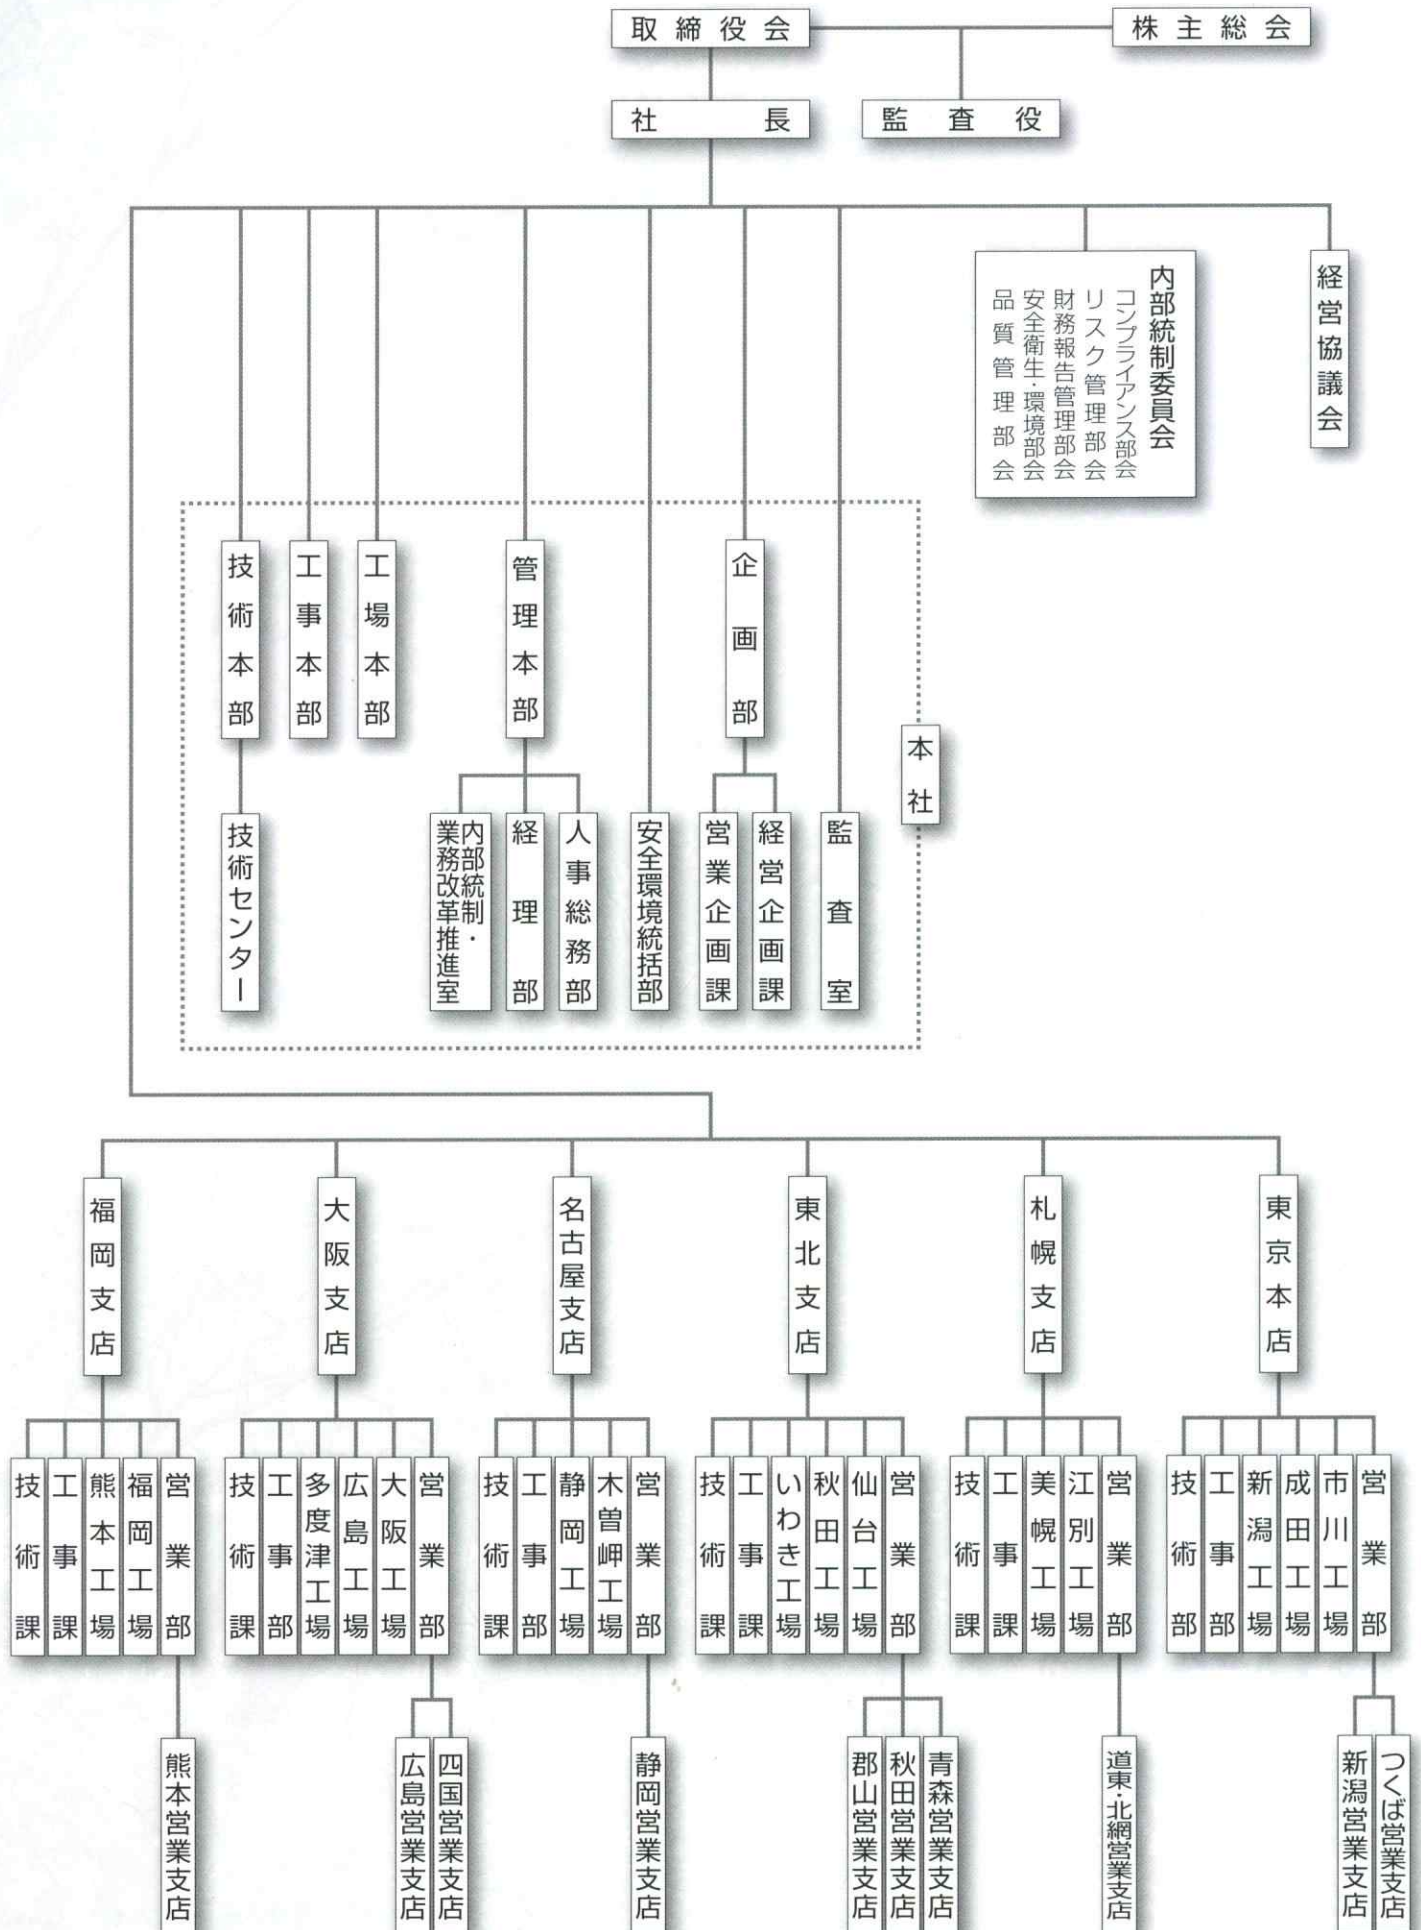 取締役会
株主総会
社長
監査役
経営協議会
内部統制委員会
コンプライアンス部会
リスク管理部会
財務報告管理部会
安全衛生・環境部会
品質管理部会
本社
監査室
企画部
経営企画課
営業企画課
安全環境統括部
管理本部
人事総務部
経理部
内部統制・
業務改革推進室
工場本部
工事本部
技術本部
技術センター
東京本店
営業部
市川工場
成田工場
新潟工場
工事部
技術部
つくば営業支店
新潟営業支店
札幌支店
営業部
江別工場
美幌工場
工事課
技術課
道東・北網営業支店
東北支店
営業部
仙台工場
秋田工場
いわき工場
工事課
技術課
青森営業支店
秋田営業支店
郡山営業支店
名古屋支店
営業部
木曽岬工場
静岡工場
工事部
技術課
静岡営業支店
大阪支店
営業部
大阪工場
広島工場
多度津工場
工事部
技術課
四国営業支店
広島営業支店
福岡支店
営業部
福岡工場
熊本工場
工事課
技術課
熊本営業支店